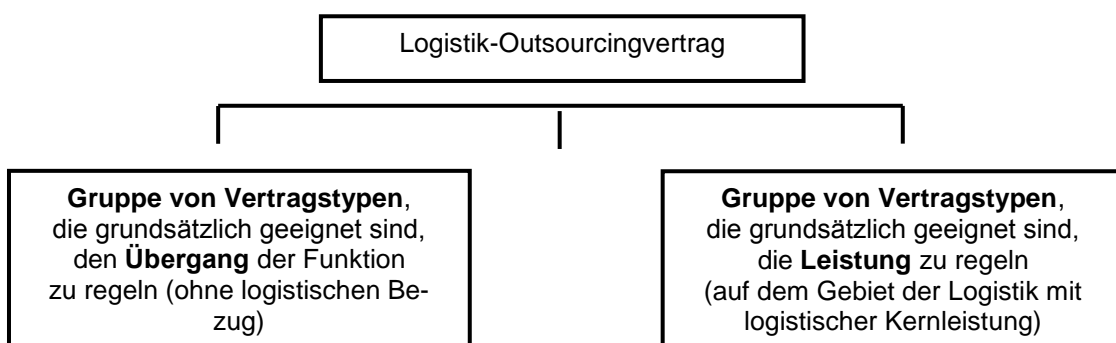 Logistik-Outsourcingvertrag
Gruppe von Vertragstypen,
die grundsätzlich geeignet sind,
den Übergang der Funktion
zu regeln (ohne logistischen Be-
zug)
Gruppe von Vertragstypen,
die grundsätzlich geeignet sind,
die Leistung zu regeln
(auf dem Gebiet der Logistik mit
logistischer Kernleistung)